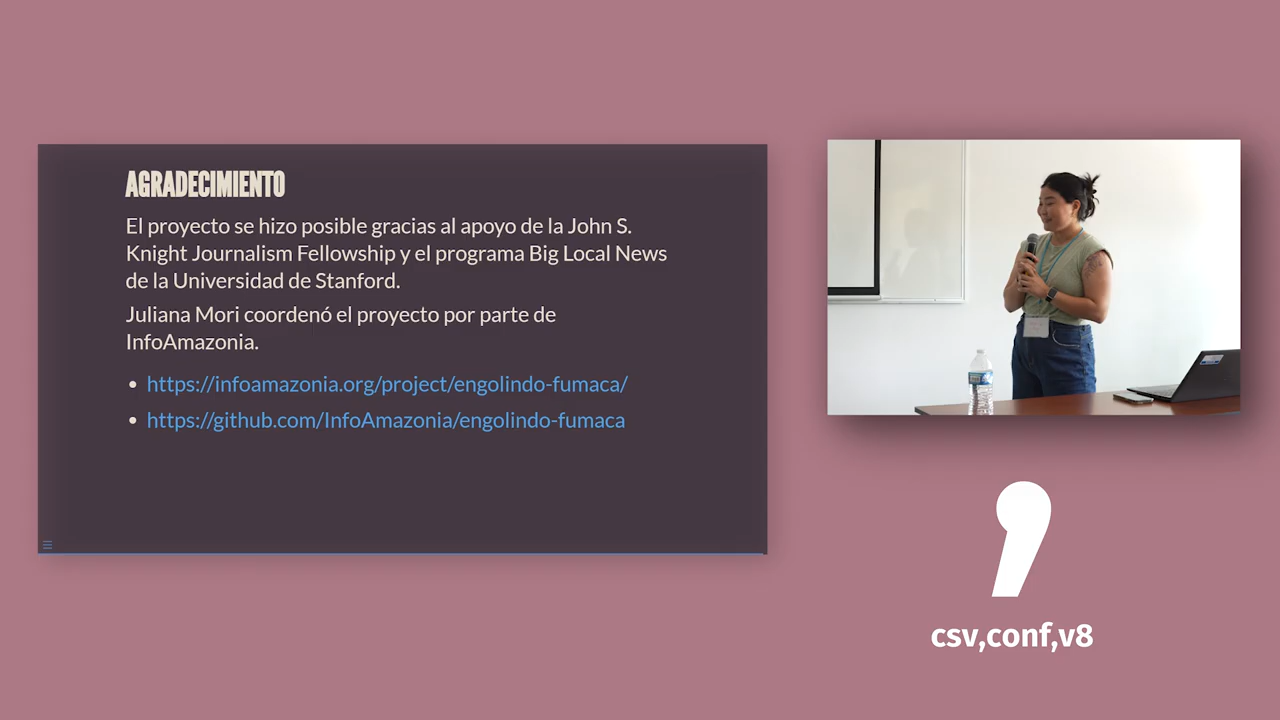 AGRADECIMIENTO
El proyecto se hizo posible gracias al apoyo de la John S.
Knight Journalism Fellowship y el programa Big Local News
de la Universidad de Stanford.
Juliana Mori coordenó el proyecto por parte de
InfoAmazonia.
• https://infoamazonia.org/project/engolindo-fumaca/
• https://github.com/InfoAmazonia/engolindo-fumaca
csv,conf,v8